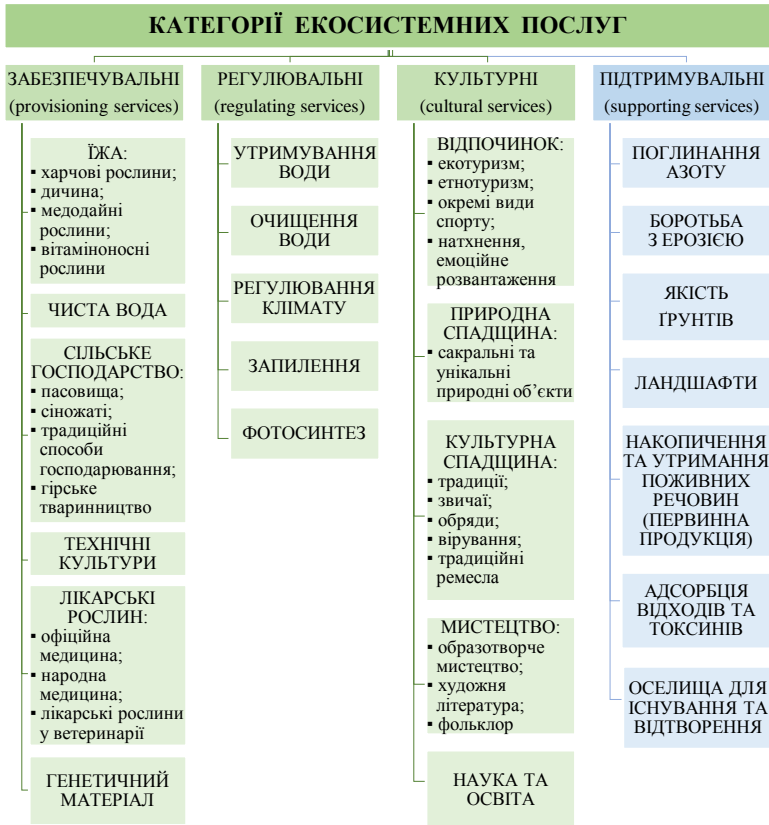 КАТЕГОРІЇ ЕКОСИСТЕМНИХ ПОСЛУГ
ЗАБЕЗПЕЧУВАЛЬНІ
(provisioning services)
ЇЖА:
▪ харчові рослини;
▪ дичина;
▪ медодайні
рослини;
▪ вітаміноносні
рослини
ЧИСТА ВОДА
СІЛЬСЬКЕ
ГОСПОДАРСТВО:
▪ пасовища;
▪ сіножаті;
▪ традиційні
способи
господарювання;
▪ гірське
тваринництво
ТЕХНІЧНІ
КУЛЬТУРИ
ЛІКАРСЬКІ
РОСЛИН:
▪ офіційна
медицина;
▪ народна
медицина;
▪ лікарські рослини
у ветеринарії
ГЕНЕТИЧНИЙ
МАТЕРІАЛ
РЕГУЛЮВАЛЬНІ
(regulating services)
УТРИМУВАННЯ
ВОДИ
ОЧИЩЕННЯ
ВОДИ
РЕГУЛЮВАННЯ
КЛІМАТУ
ЗАПИЛЕННЯ
ФОТОСИНТЕЗ
КУЛЬТУРНІ
(cultural services)
ВІДПОЧИНОК:
▪ екотуризм;
▪ етнотуризм;
▪ окремі види
спорту;
▪ натхнення,
емоційне
розвантаження
ПРИРОДНА
СПАДЩИНА:
▪ сакральні та
унікальні
природні об’єкти
КУЛЬТУРНА
СПАДЩИНА:
▪ традиції;
▪ звичаї;
▪ обряди;
▪ вірування;
▪ традиційні
ремесла
МИСТЕЦТВО:
▪ образотворче
мистецтво;
▪ художня
література;
▪ фольклор
НАУКА ТА
ОСВІТА
ПІДТРИМУВАЛЬНІ
(supporting services)
ПОГЛИНАННЯ
АЗОТУ
БОРОТЬБА
З ЕРОЗІЄЮ
ЯКІСТЬ
ҐРУНТІВ
ЛАНДШАФТИ
НАКОПИЧЕННЯ
ТА УТРИМАННЯ
ПОЖИВНИХ
РЕЧОВИН
(ПЕРВИННА
ПРОДУКЦІЯ)
АДСОРБЦІЯ
ВІДХОДІВ ТА
ТОКСИНІВ
ОСЕЛИЩА ДЛЯ
ІСНУВАННЯ ТА
ВІДТВОРЕННЯ